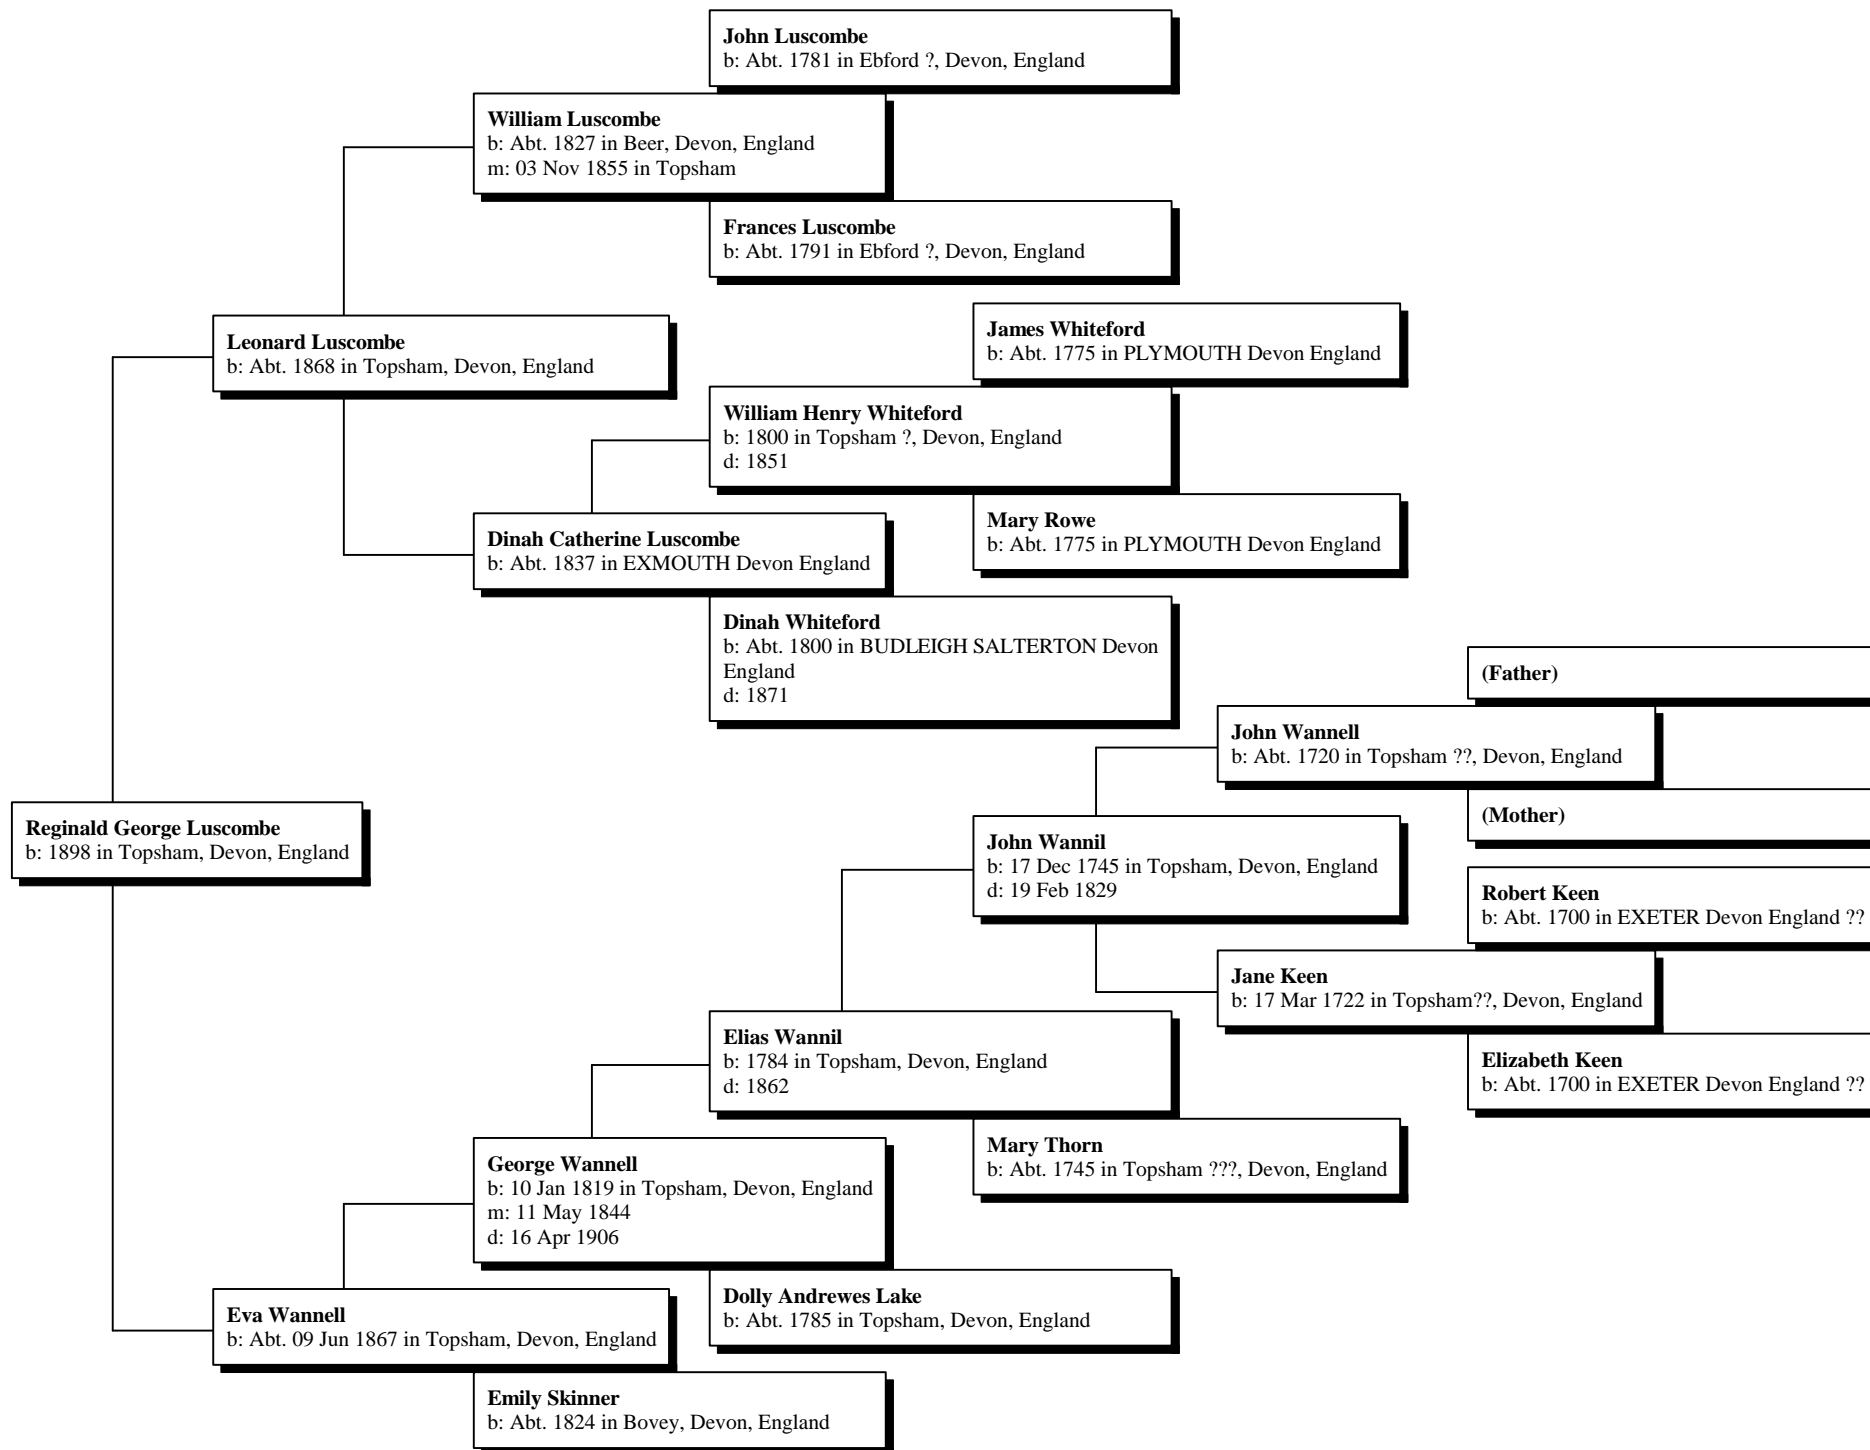 John Luscombe
b: Abt. 1781 in Ebford ?, Devon, England
William Luscombe
b: Abt. 1827 in Beer, Devon, England
m: 03 Nov 1855 in Topsham
Frances Luscombe
b: Abt. 1791 in Ebford ?, Devon, England
Leonard Luscombe
b: Abt. 1868 in Topsham, Devon, England
James Whiteford
b: Abt. 1775 in PLYMOUTH Devon England
William Henry Whiteford
b: 1800 in Topsham ?, Devon, England
d: 1851
Mary Rowe
b: Abt. 1775 in PLYMOUTH Devon England
Dinah Catherine Luscombe
b: Abt. 1837 in EXMOUTH Devon England
Dinah Whiteford
b: Abt. 1800 in BUDLEIGH SALTERTON Devon
England
d: 1871
(Father)
John Wannell
b: Abt. 1720 in Topsham ??, Devon, England
(Mother)
Reginald George Luscombe
b: 1898 in Topsham, Devon, England
John Wannil
b: 17 Dec 1745 in Topsham, Devon, England
d: 19 Feb 1829
Robert Keen
b: Abt. 1700 in EXETER Devon England ??
Jane Keen
b: 17 Mar 1722 in Topsham??, Devon, England
Elizabeth Keen
b: Abt. 1700 in EXETER Devon England ??
Elias Wannil
b: 1784 in Topsham, Devon, England
d: 1862
Mary Thorn
b: Abt. 1745 in Topsham ???, Devon, England
George Wannell
b: 10 Jan 1819 in Topsham, Devon, England
m: 11 May 1844
d: 16 Apr 1906
Dolly Andrewes Lake
b: Abt. 1785 in Topsham, Devon, England
Eva Wannell
b: Abt. 09 Jun 1867 in Topsham, Devon, England
Emily Skinner
b: Abt. 1824 in Bovey, Devon, England